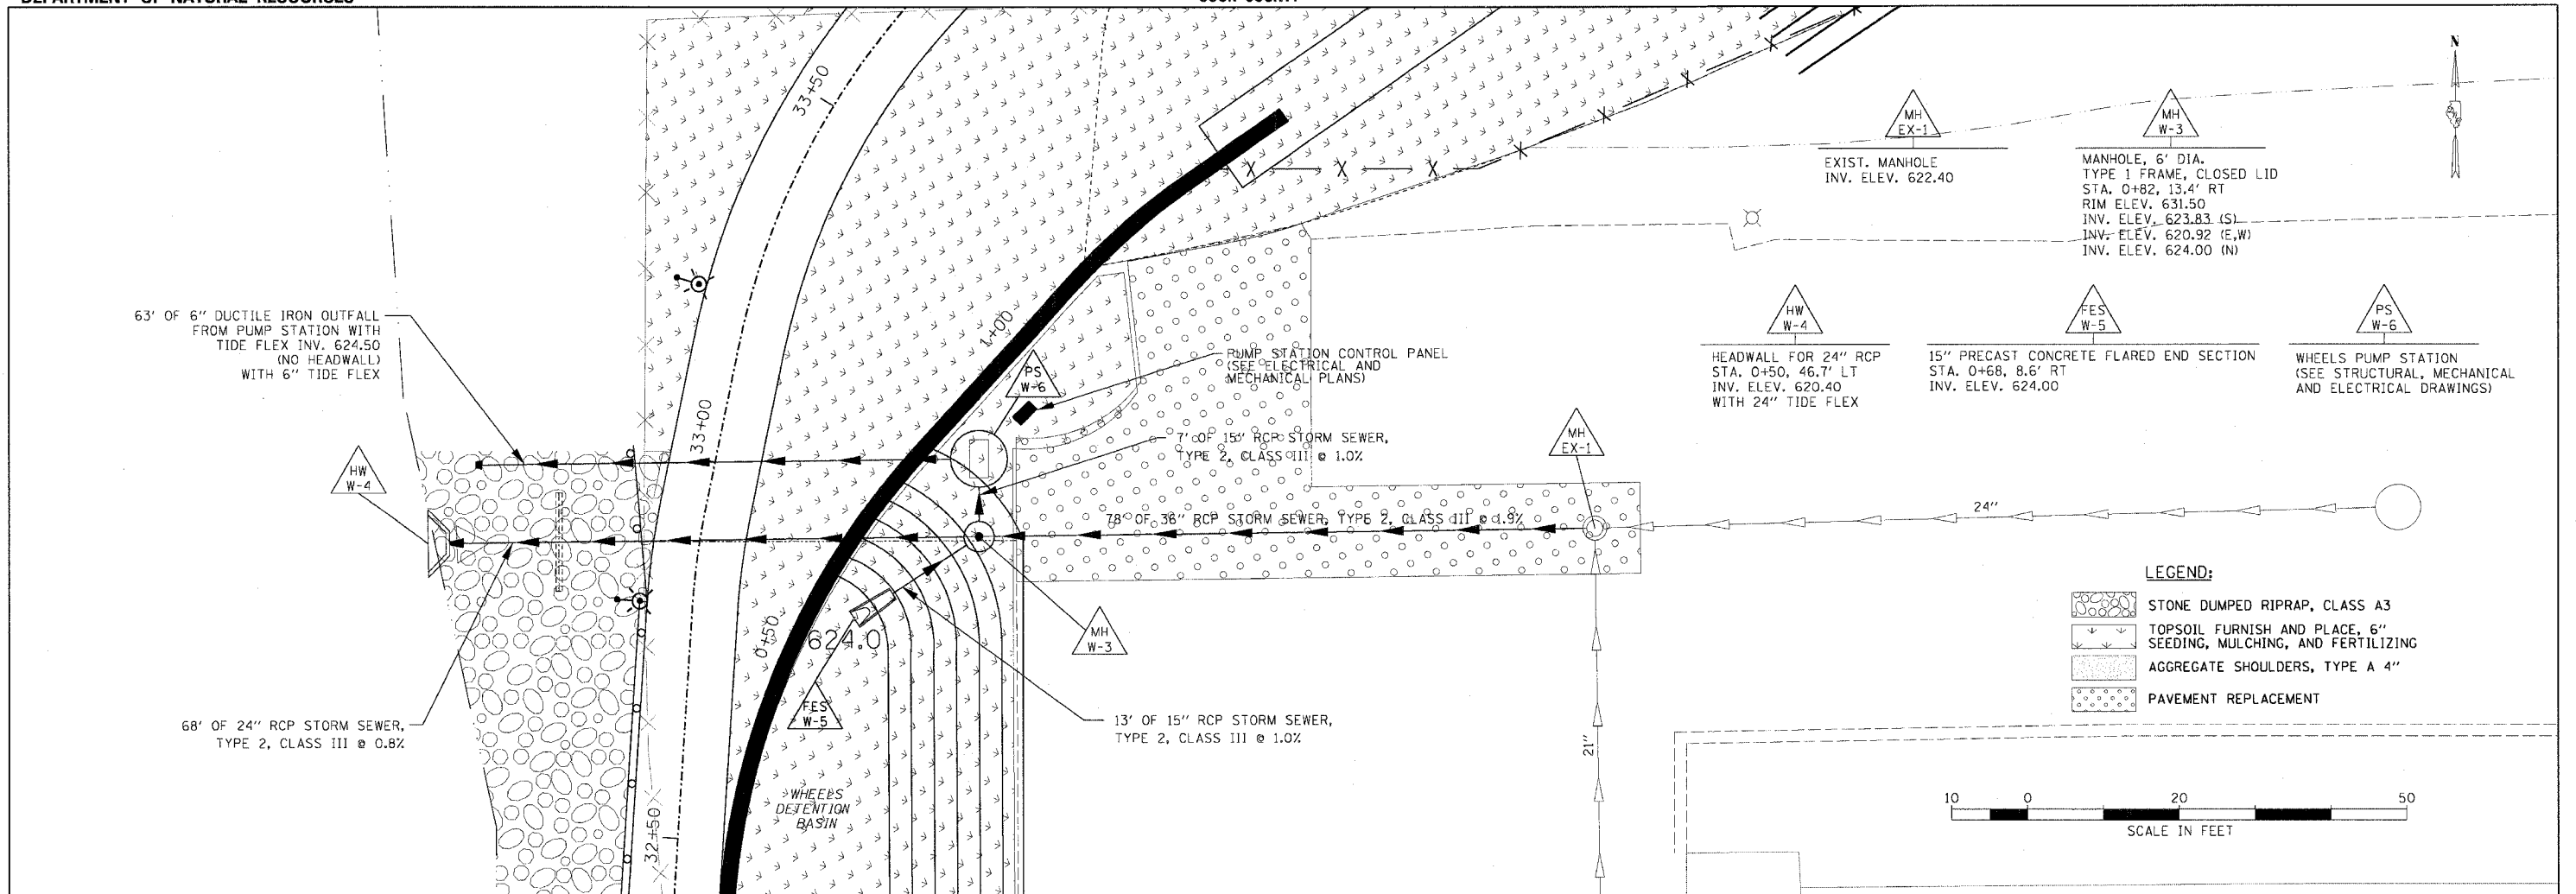 DEPARTMENT OF NATURAL RESOURCES
33+50
N
MH
EX-1
EXIST. MANHOLE
INV. ELEV. 622.40
MH
W-3
MANHOLE, 6' DIA.
TYPE 1 FRAME, CLOSED LID
STA. 0+82, 13.4' RT
RIM ELEV. 631.50
INV. ELEV. 623.83 (S)
INV. ELEV. 620.92 (E,W)
INV. ELEV. 624.00 (N)
HW
W-4
HEADWALL FOR 24" RCP
STA. 0+50, 46.7' LT
INV. ELEV. 620.40
WITH 24" TIDE FLEX
FES
W-5
15" PRECAST CONCRETE FLARED END SECTION
STA. 0+68, 8.6' RT
INV. ELEV. 624.00
PS
W-6
WHEELS PUMP STATION
(SEE STRUCTURAL, MECHANICAL
AND ELECTRICAL DRAWINGS)
63' OF 6" DUCTILE IRON OUTFALL
FROM PUMP STATION WITH
TIDE FLEX INV. 624.50
(NO HEADWALL)
WITH 6" TIDE FLEX
1+00
PUMP STATION CONTROL PANEL
(SEE ELECTRICAL AND
MECHANICAL PLANS)
PS
W-6
33+00
7' OF 15" RCP STORM SEWER,
TYPE 2, CLASS III @ 1.0%
HW
W-4
MH
EX-1
78' OF 36" RCP STORM SEWER, TYPE 2, CLASS III @ 1.9%
24"
0+50
624.0
MH
W-3
FES
W-5
13' OF 15" RCP STORM SEWER,
TYPE 2, CLASS III @ 1.0%
68' OF 24" RCP STORM SEWER,
TYPE 2, CLASS III @ 0.8%
21"
WHEELS
DETENTION
BASIN
32+50
LEGEND:
STONE DUMPED RIPRAP, CLASS A3
TOPSOIL FURNISH AND PLACE, 6"
SEEDING, MULCHING, AND FERTILIZING
AGGREGATE SHOULDERS, TYPE A 4"
PAVEMENT REPLACEMENT
10 0 20 50
SCALE IN FEET